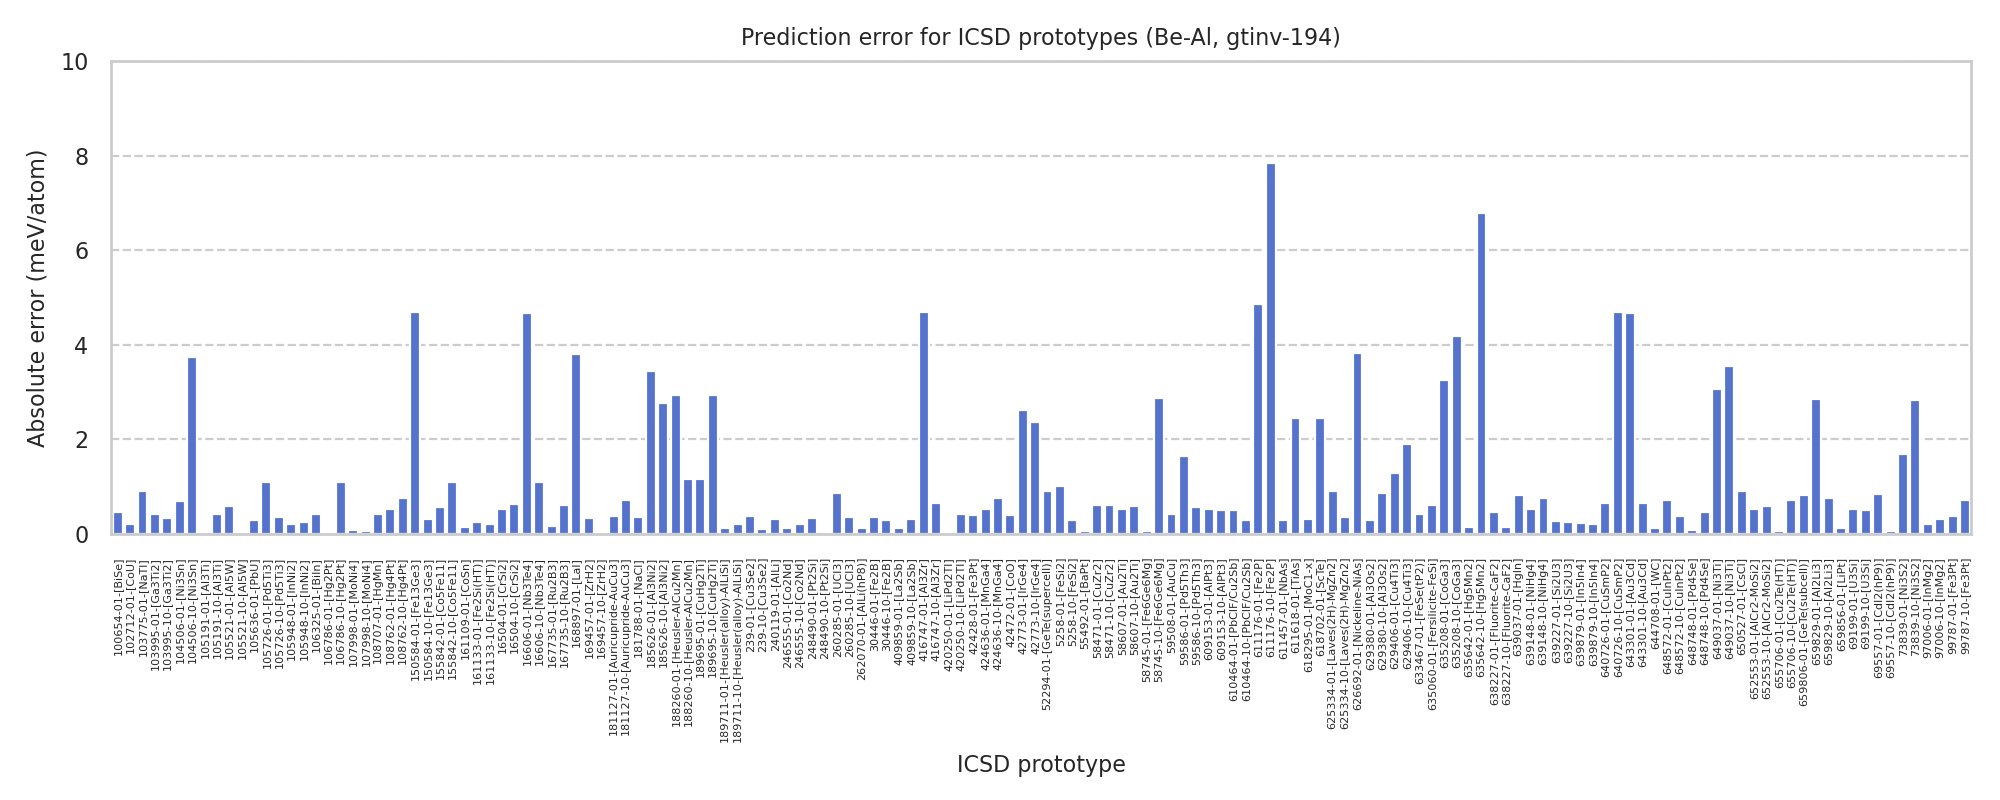 Prediction error for ICSD prototypes (Be-Al, gtinv-194)
Absolute error (meV/atom)
10
8
6
4
2
0
100654-01-[BiSe]
102712-01-[CoU]
103775-01-[NaTl]
103995-01-[Ga3Ti2]
103995-10-[Ga3Ti2]
104506-01-[Ni3Sn]
104506-10-[Ni3Sn]
105191-01-[Al3Ti]
105191-10-[Al3Ti]
105521-01-[Al5W]
105521-10-[Al5W]
105636-01-[PbU]
105726-01-[Pd5Ti3]
105726-10-[Pd5Ti3]
105948-01-[InNi2]
105948-10-[InNi2]
106325-01-[BiIn]
106786-01-[Hg2Pt]
106786-10-[Hg2Pt]
107998-01-[MoNi4]
107998-10-[MoNi4]
108707-01-[HgMn]
108762-01-[Hg4Pt]
108762-10-[Hg4Pt]
150584-01-[Fe13Ge3]
150584-10-[Fe13Ge3]
155842-01-[Co5Fe11]
155842-10-[Co5Fe11]
161109-01-[CoSn]
161133-01-[Fe2Si(HT)]
161133-10-[Fe2Si(HT)]
16504-01-[CrSi2]
16504-10-[CrSi2]
16606-01-[Nb3Te4]
16606-10-[Nb3Te4]
167735-01-[Ru2B3]
167735-10-[Ru2B3]
168897-01-[LaI]
169457-01-[ZrH2]
169457-10-[ZrH2]
181127-01-[Auricupride-AuCu3]
181127-10-[Auricupride-AuCu3]
181788-01-[NaCl]
185626-01-[Al3Ni2]
185626-10-[Al3Ni2]
188260-01-[Heusler-AlCu2Mn]
188260-10-[Heusler-AlCu2Mn]
189695-01-[CuHg2Ti]
189695-10-[CuHg2Ti]
189711-01-[Heusler(alloy)-AlLiSi]
189711-10-[Heusler(alloy)-AlLiSi]
239-01-[Cu3Se2]
239-10-[Cu3Se2]
240119-01-[AlLi]
246555-01-[Co2Nd]
246555-10-[Co2Nd]
248490-01-[Pt2Si]
248490-10-[Pt2Si]
260285-01-[UCl3]
260285-10-[UCl3]
262070-01-[AlLi(hP8)]
30446-01-[Fe2B]
30446-10-[Fe2B]
409859-01-[La2Sb]
409859-10-[La2Sb]
416747-01-[Al3Zr]
416747-10-[Al3Zr]
420250-01-[LiPd2Tl]
420250-10-[LiPd2Tl]
42428-01-[Fe3Pt]
424636-01-[MnGa4]
424636-10-[MnGa4]
42472-01-[CoO]
42773-01-[IrGe4]
42773-10-[IrGe4]
52294-01-[GeTe(supercell)]
5258-01-[FeSi2]
5258-10-[FeSi2]
55492-01-[BaPt]
58471-01-[CuZr2]
58471-10-[CuZr2]
58607-01-[Au2Ti]
58607-10-[Au2Ti]
58745-01-[Fe6Ge6Mg]
58745-10-[Fe6Ge6Mg]
59508-01-[AuCu]
59586-01-[Pd5Th3]
59586-10-[Pd5Th3]
609153-01-[AlPt3]
609153-10-[AlPt3]
610464-01-[PbClF/Cu2Sb]
610464-10-[PbClF/Cu2Sb]
611176-01-[Fe2P]
611176-10-[Fe2P]
611457-01-[NbAs]
611618-01-[TiAs]
618295-01-[MoC1-x]
618702-01-[ScTe]
625334-01-[Laves(2H)-MgZn2]
625334-10-[Laves(2H)-MgZn2]
626692-01-[Nickeline-NiAs]
629380-01-[Al3Os2]
629380-10-[Al3Os2]
629406-01-[Cu4Ti3]
629406-10-[Cu4Ti3]
633467-01-[FeSe(tP2)]
635060-01-[Fersilicite-FeSi]
635208-01-[CoGa3]
635208-10-[CoGa3]
635642-01-[Hg5Mn2]
635642-10-[Hg5Mn2]
638227-01-[Fluorite-CaF2]
638227-10-[Fluorite-CaF2]
639037-01-[HgIn]
639148-01-[NiHg4]
639148-10-[NiHg4]
639227-01-[Si2U3]
639227-10-[Si2U3]
639879-01-[In5In4]
639879-10-[In5In4]
640726-01-[CuSmP2]
640726-10-[CuSmP2]
643301-01-[Au3Cd]
643301-10-[Au3Cd]
644708-01-[WC]
648572-01-[CuInPt2]
648572-10-[CuInPt2]
648748-01-[Pd4Se]
648748-10-[Pd4Se]
649037-01-[Ni3Ti]
649037-10-[Ni3Ti]
650527-01-[CsCl]
652553-01-[AlCr2-MoSi2]
652553-10-[AlCr2-MoSi2]
655706-01-[Cu2Te(HT)]
655706-10-[Cu2Te(HT)]
659806-01-[GeTe(subcell)]
659829-01-[Al2Li3]
659829-10-[Al2Li3]
659856-01-[LiPt]
69199-01-[U3Si]
69199-10-[U3Si]
69557-01-[CdI2(hP9)]
69557-10-[CdI2(hP9)]
73839-01-[Ni3S2]
73839-10-[Ni3S2]
97006-01-[InMg2]
97006-10-[InMg2]
99787-01-[Fe3Pt]
99787-10-[Fe3Pt]
ICSD prototype